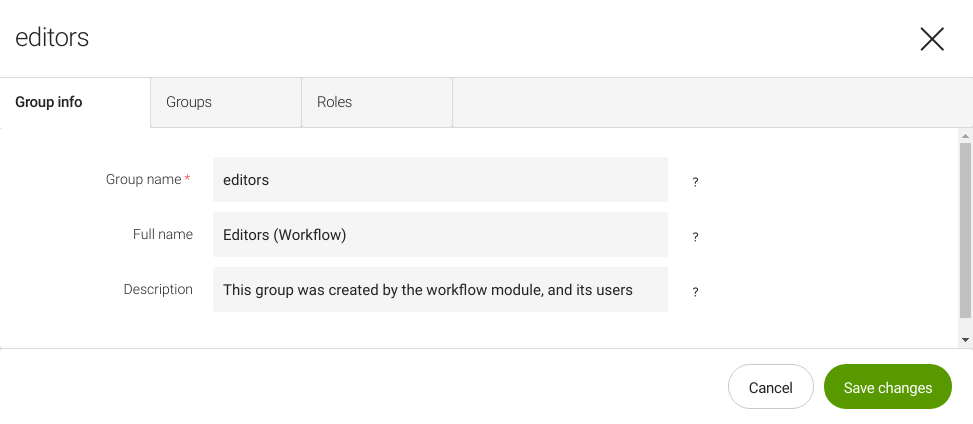 editors
Group info Groups Roles
Group name * editors ?
Full name Editors (Workflow) ?
Description This group was created by the workflow module, and its users ?
Cancel Save changes